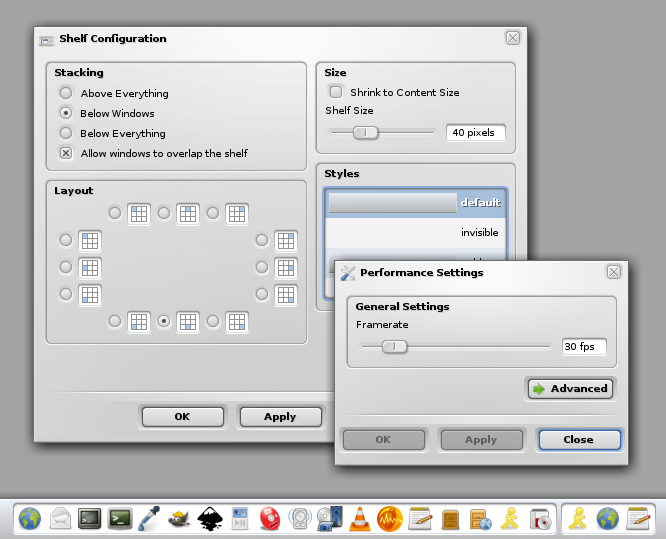 Shelf Configuration
Stacking
Above Everything
Below Windows
Below Everything
Allow windows to overlap the shelf
Layout
OK
Apply
Size
Shrink to Content Size
Shelf Size
40 pixels
Styles
default
invisible
Performance Settings
General Settings
Framerate
30 fps
Advanced
OK
Apply
Close